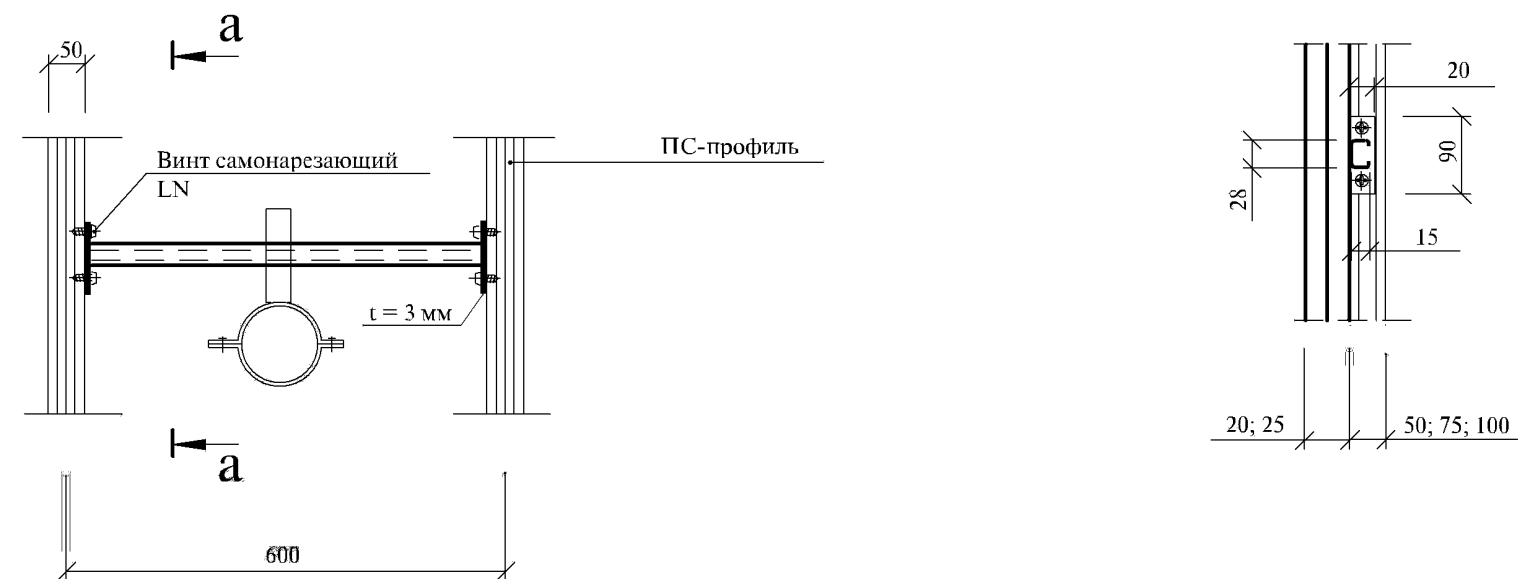 а
50
Винт самонарезающий
LN
ПС-профиль
t = 3 мм
а
600
20
90
28
15
20; 25
50; 75; 100